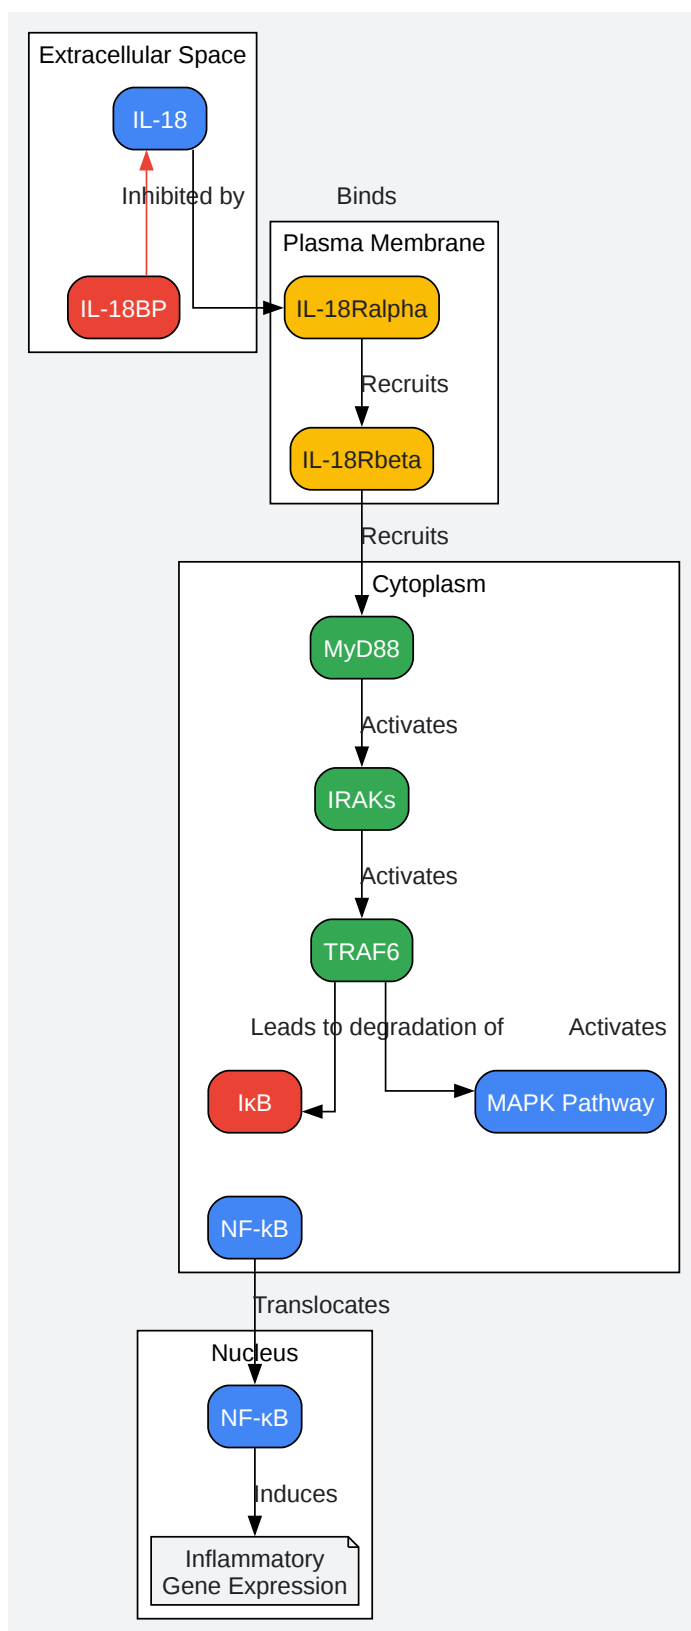 Extracellular Space
IL-18
Inhibited by
Binds
IL-18BP
Plasma Membrane
IL-18Ralpha
Recruits
IL-18Rbeta
Recruits
Cytoplasm
MyD88
Activates
IRAKs
Activates
TRAF6
Leads to degradation of
Activates
IκB
MAPK Pathway
NF-kB
Translocates
Nucleus
NF-κB
Induces
Inflammatory
Gene Expression